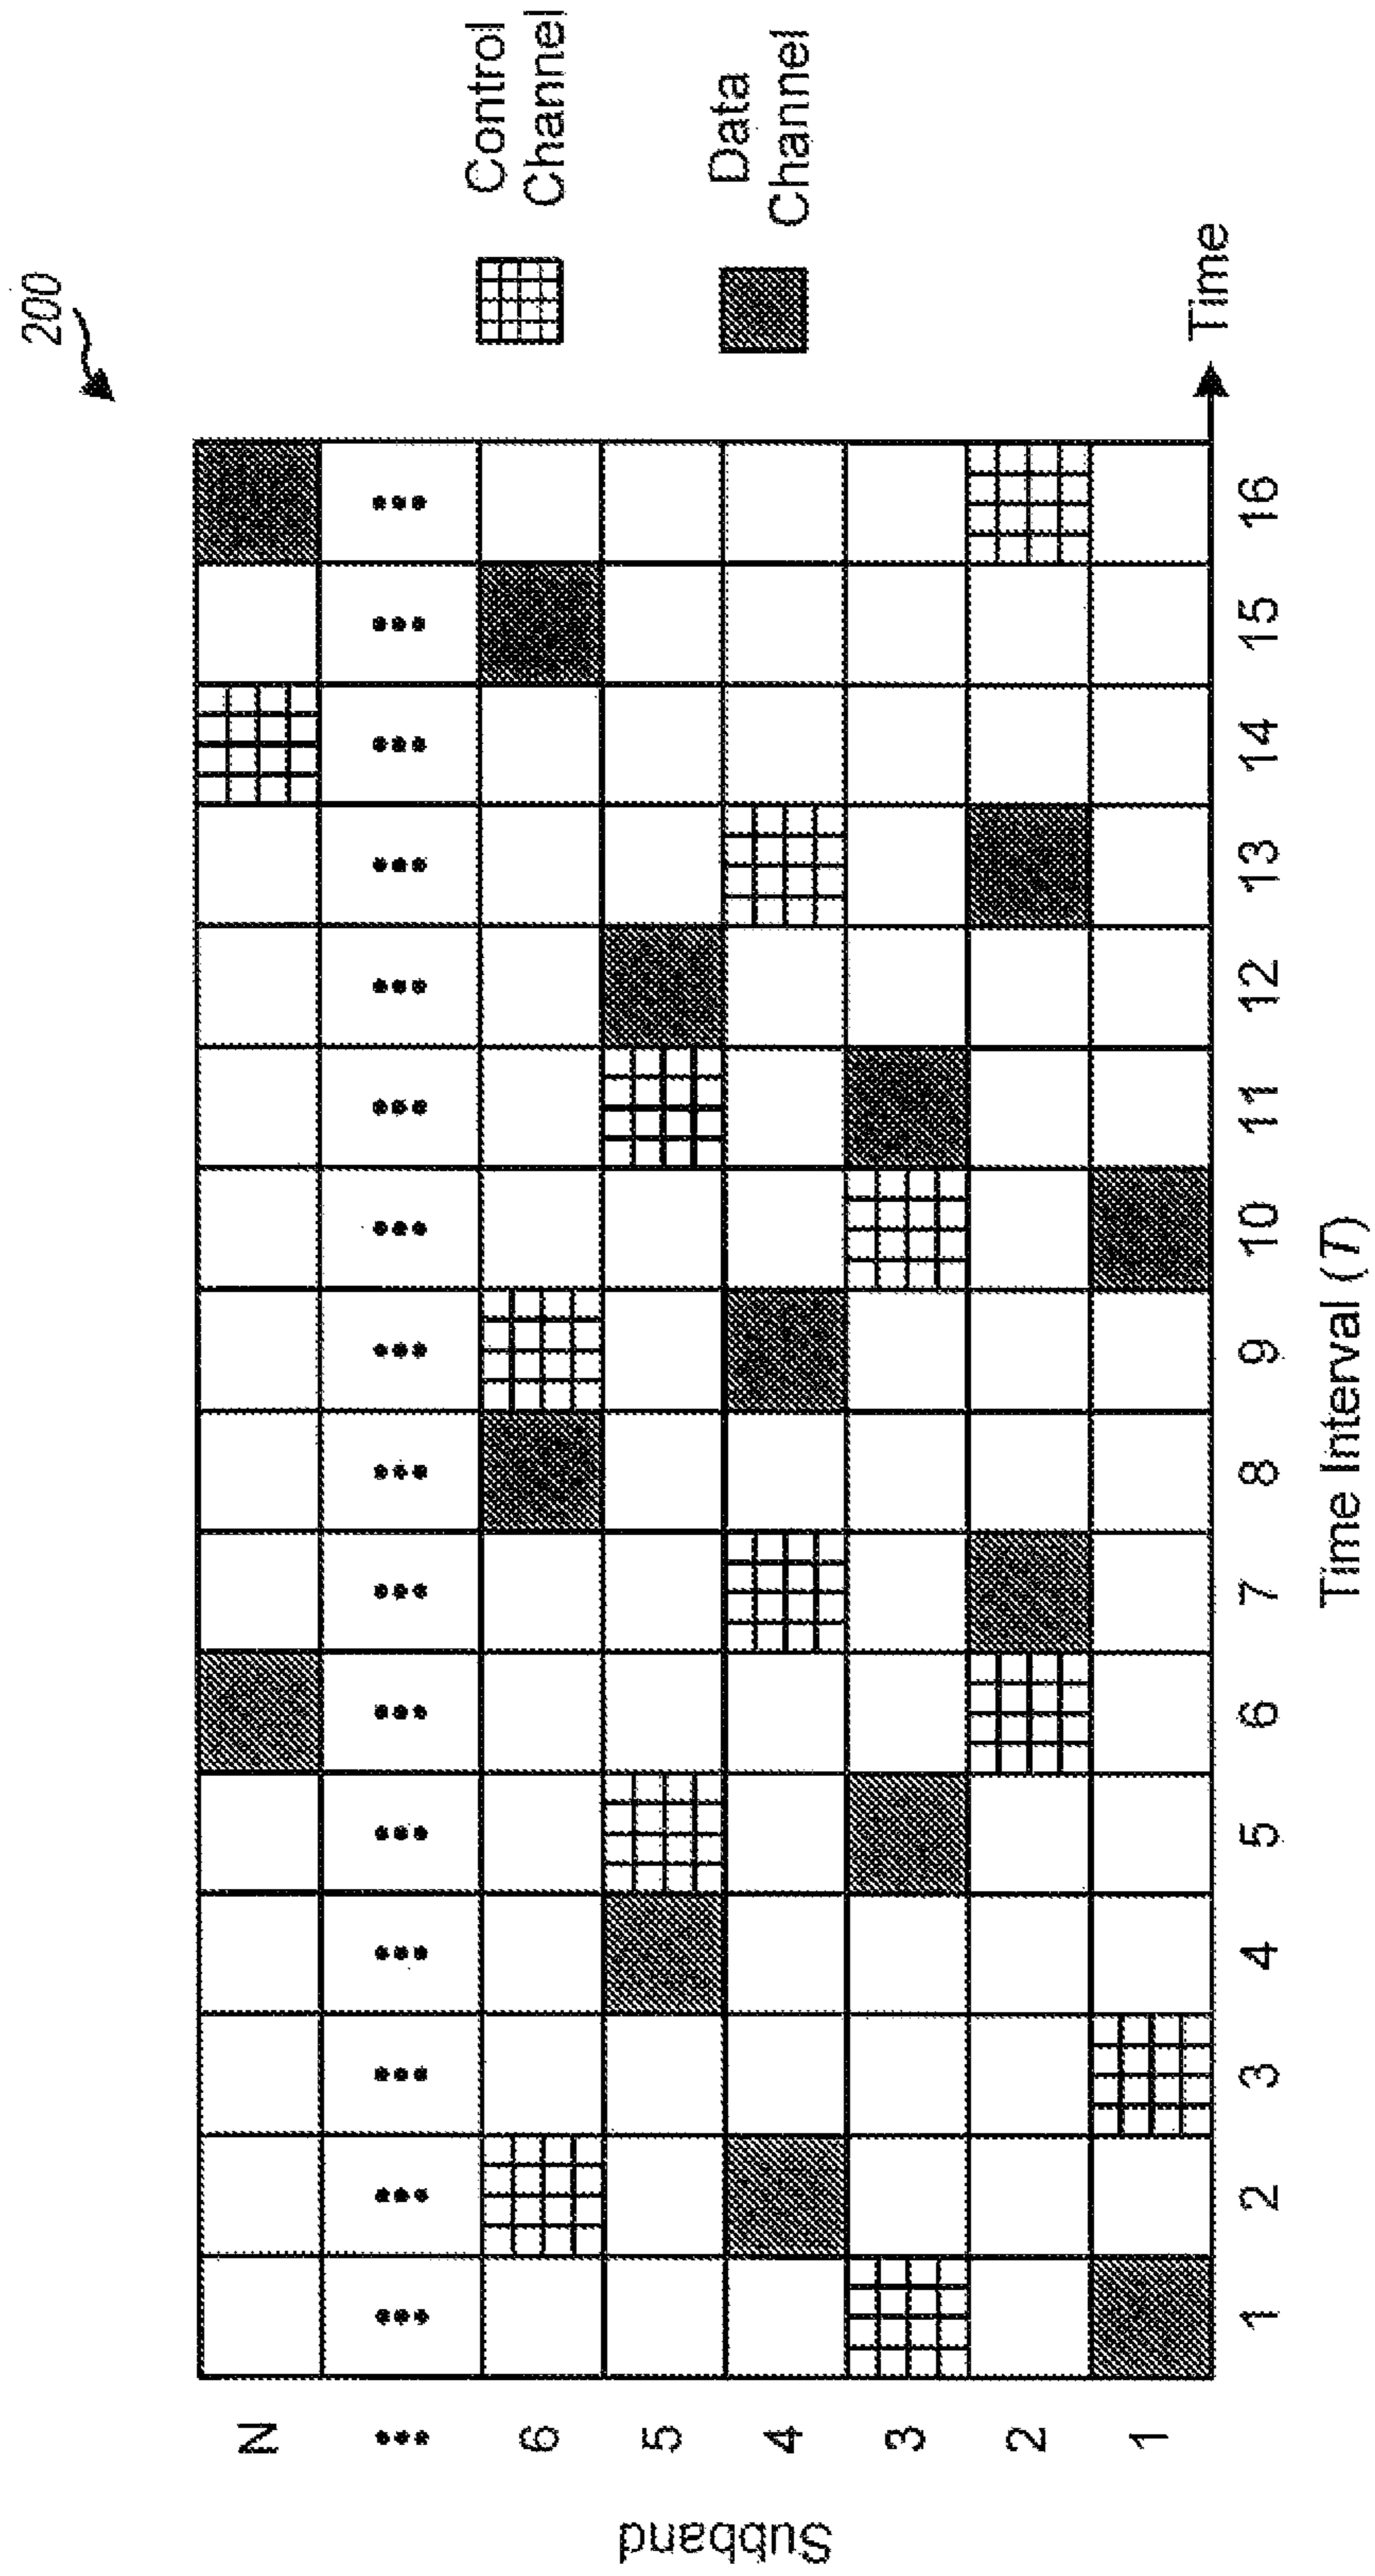 200
Control
Channel
Data
Channel
Subband
N
•••
6
5
4
3
2
1
••• ••• ••• ••• ••• ••• ••• ••• ••• ••• ••• ••• ••• ••• ••• •••
1 2 3 4 5 6 7 8 9 10 11 12 13 14 15 16
Time
Time Interval (T)